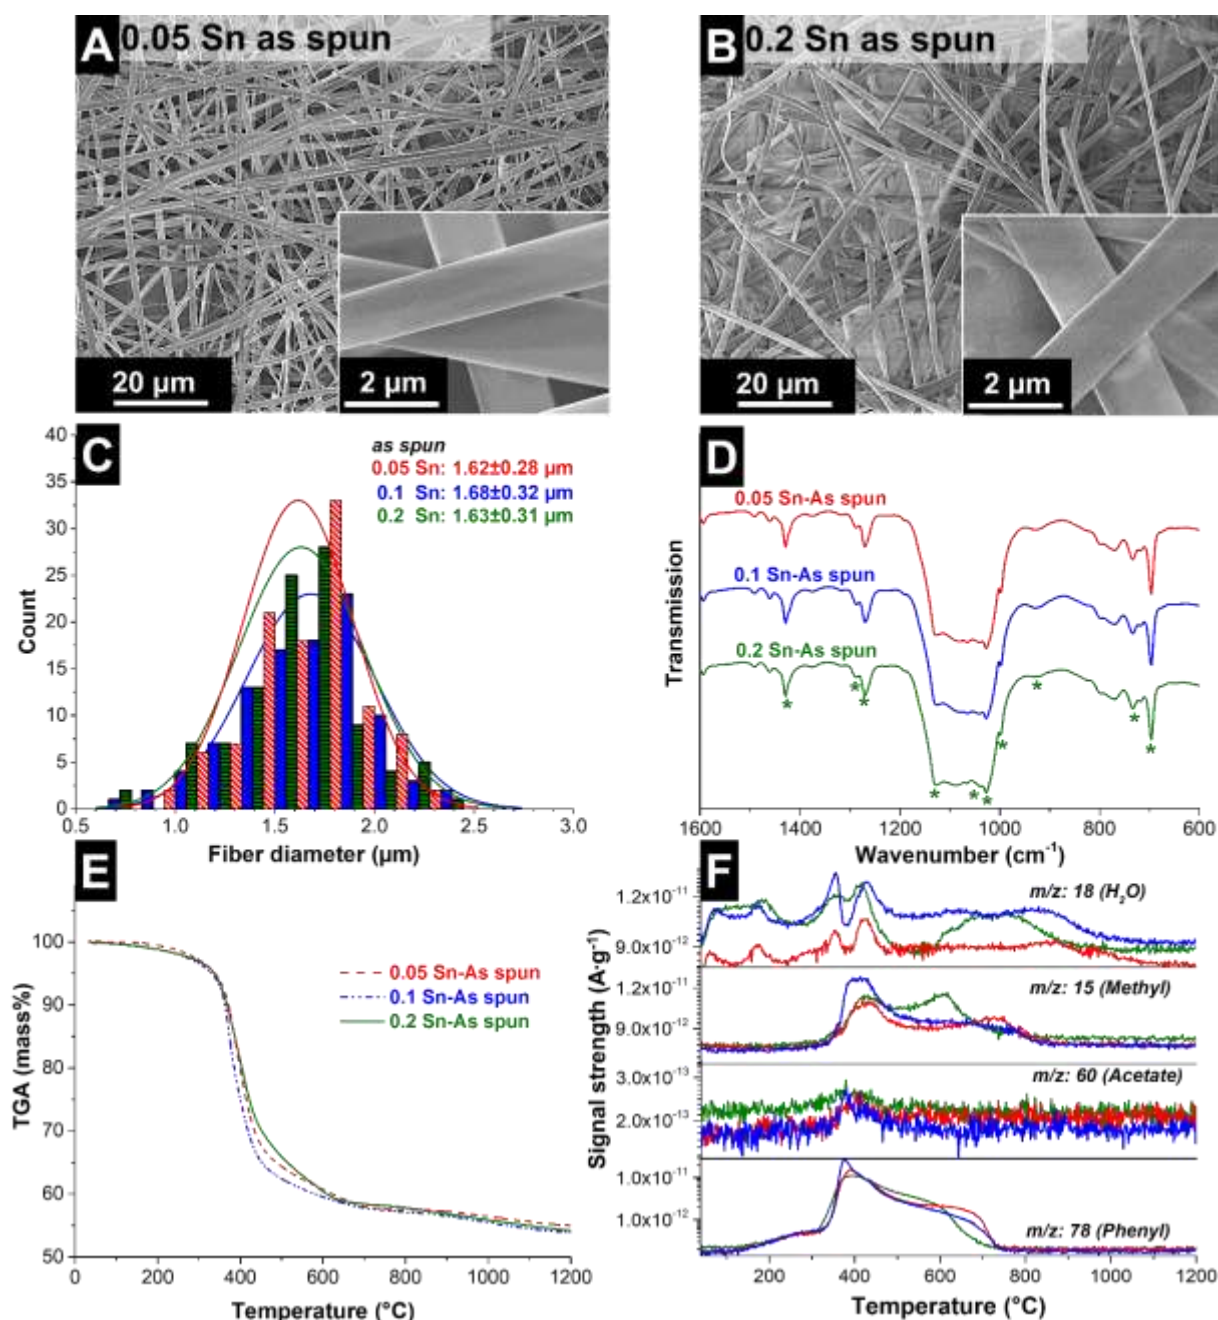 A 0.05 Sn as spun
20 µm
2 µm
B 0.2 Sn as spun
20 µm
2 µm
C
as spun
0.05 Sn: 1.62±0.28 µm
0.1 Sn: 1.68±0.32 µm
0.2 Sn: 1.63±0.31 µm
Count
40
35
30
25
20
15
10
5
0
0.5 1.0 1.5 2.0 2.5 3.0
Fiber diameter (µm)
D
0.05 Sn-As spun
0.1 Sn-As spun
0.2 Sn-As spun
* * * * * * * * * *
Transmission
1600 1400 1200 1000 800 600
Wavenumber (cm⁻¹)
E
0.05 Sn-As spun
0.1 Sn-As spun
0.2 Sn-As spun
TGA (mass%)
100
90
80
70
60
50
0 200 400 600 800 1000 1200
Temperature (°C)
F
m/z: 18 (H₂O)
1.2x10⁻¹¹
9.0x10⁻¹²
m/z: 15 (Methyl)
1.2x10⁻¹¹
9.0x10⁻¹²
m/z: 60 (Acetate)
3.0x10⁻¹³
2.0x10⁻¹³
m/z: 78 (Phenyl)
1.0x10⁻¹¹
1.0x10⁻¹²
Signal strength (A·g⁻¹)
200 400 600 800 1000 1200
Temperature (°C)